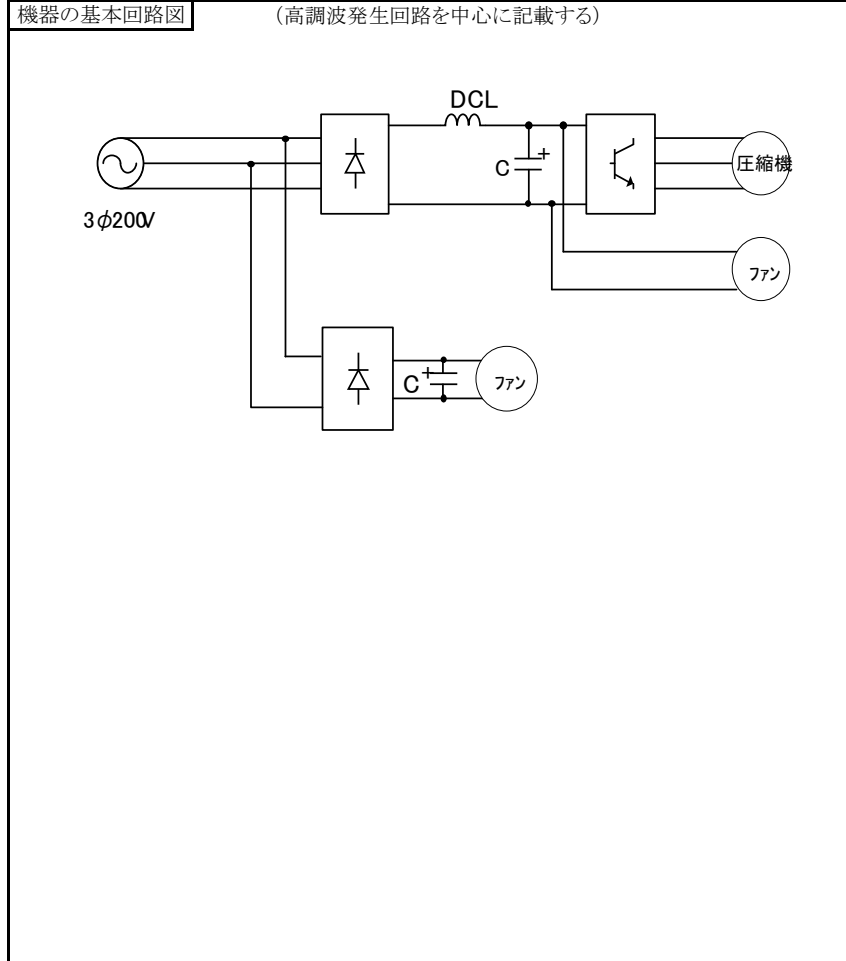 機器の基本回路図 (高調波発生回路を中心に記載する)
DCL
C +
圧縮機
3φ200V
ファン
C +
ファン